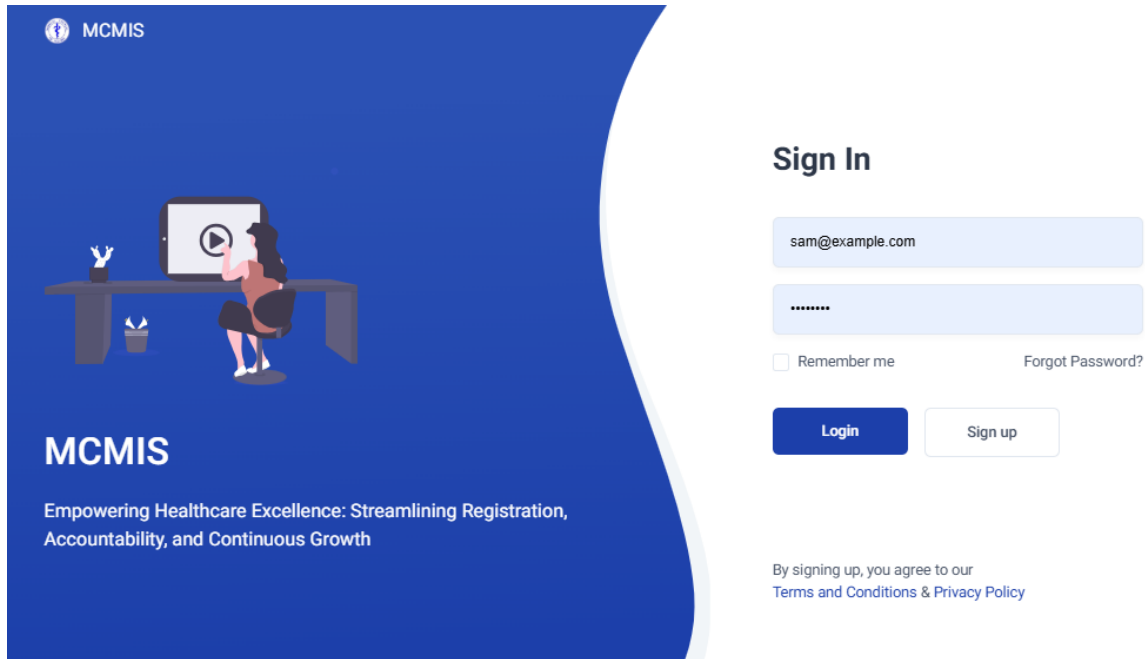 MCMIS
MCMIS
Empowering Healthcare Excellence: Streamlining Registration,
Accountability, and Continuous Growth
Sign In
sam@example.com
••••••••
Remember me
Forgot Password?
Login
Sign up
By signing up, you agree to our
Terms and Conditions & Privacy Policy